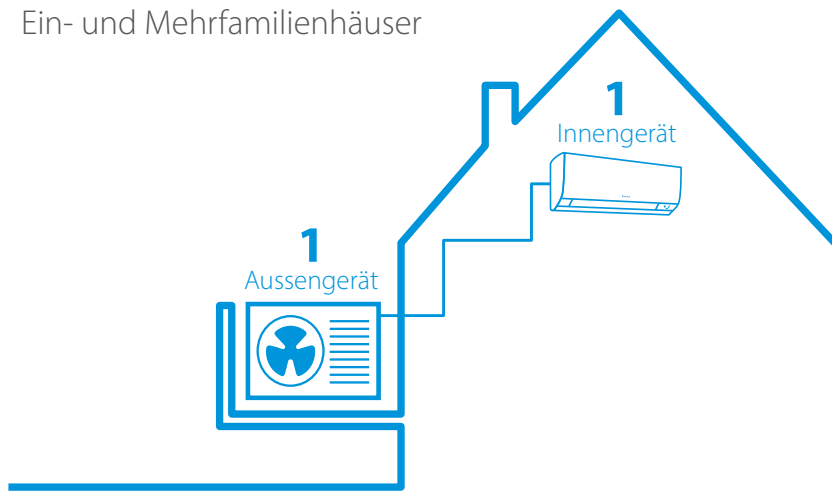 Ein- und Mehrfamilienhäuser
1
Innengerät
1
Aussengerät